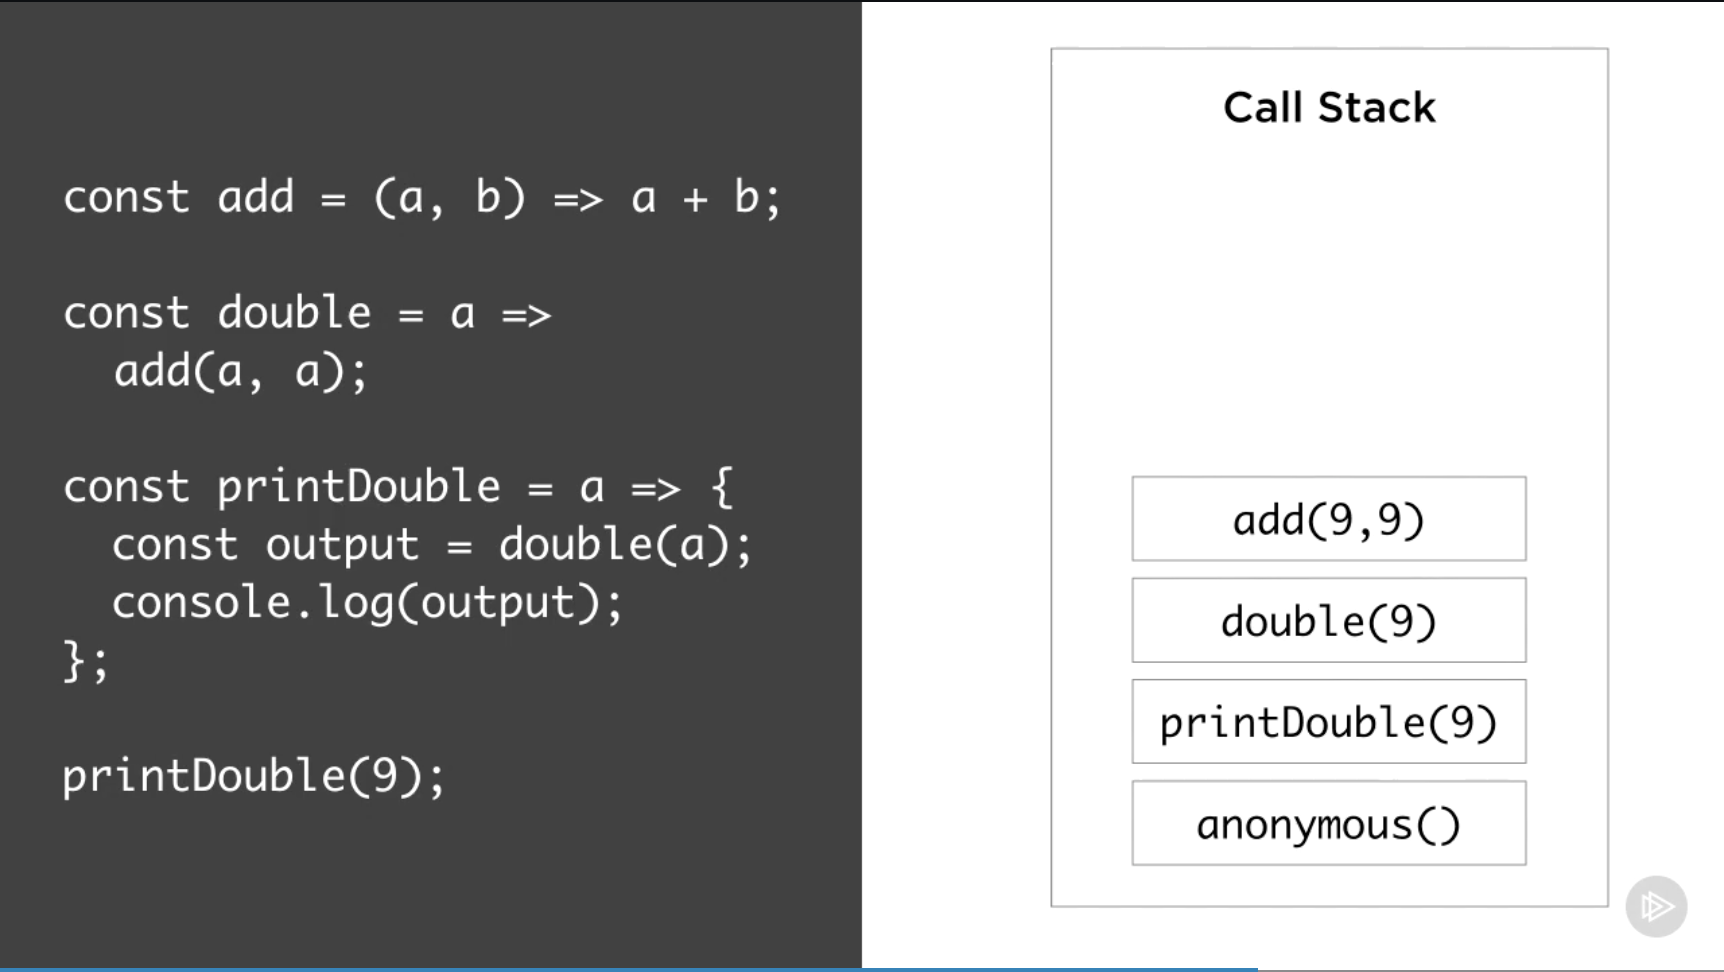 const add = (a, b) => a + b;
const double = a =>
  add(a, a);
const printDouble = a => {
  const output = double(a);
  console.log(output);
};
printDouble(9);
Call Stack
add(9,9)
double(9)
printDouble(9)
anonymous()